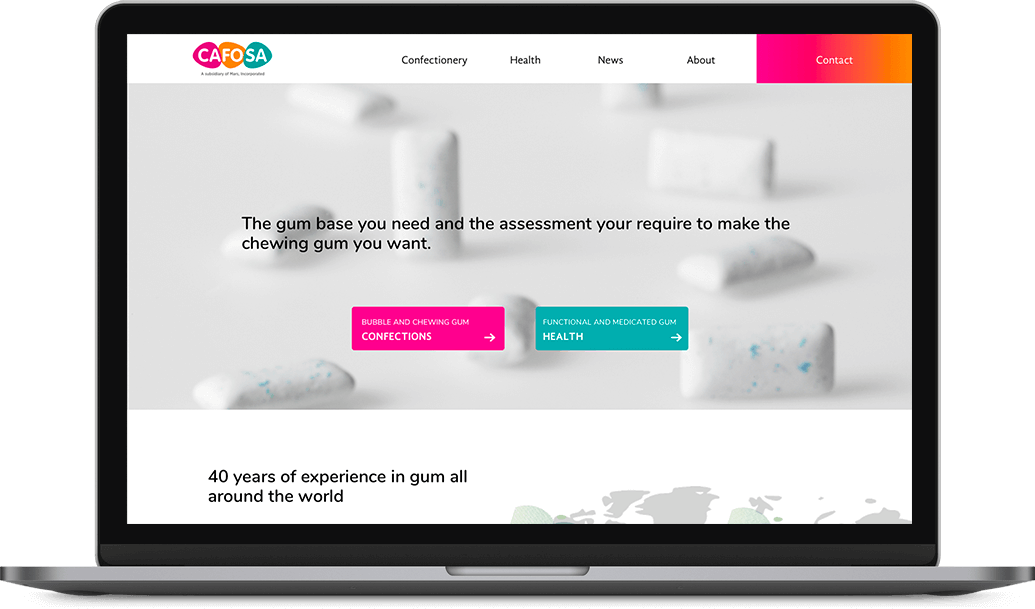 CAFOSA
A subsidiary of Mars, Incorporated
Confectionery
Health
News
About
Contact
The gum base you need and the assessment your require to make the
chewing gum you want.
BUBBLE AND CHEWING GUM
CONFECTIONS
FUNCTIONAL AND MEDICATED GUM
HEALTH
40 years of experience in gum all
around the world